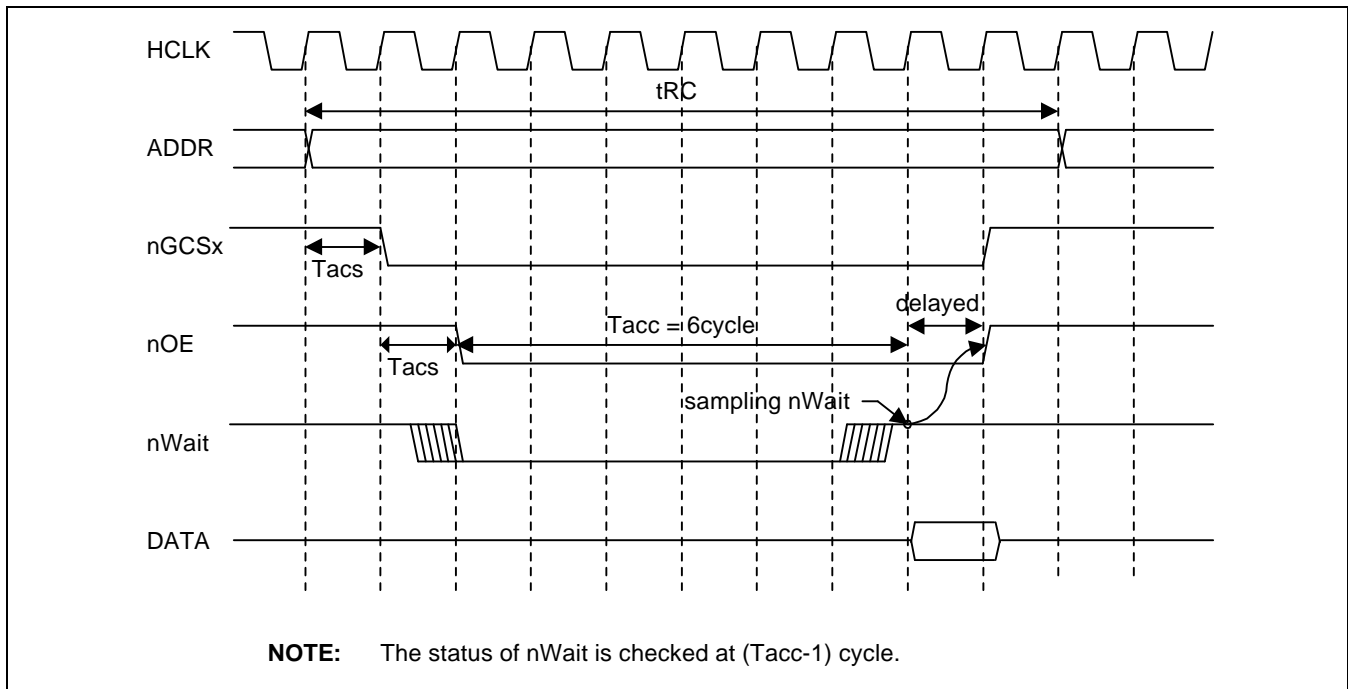 HCLK
tRC
ADDR
nGCSx
Tacs
delayed
nOE
Tacc = 6cycle
Tacs
sampling nWait
nWait
DATA
NOTE: The status of nWait is checked at (Tacc-1) cycle.